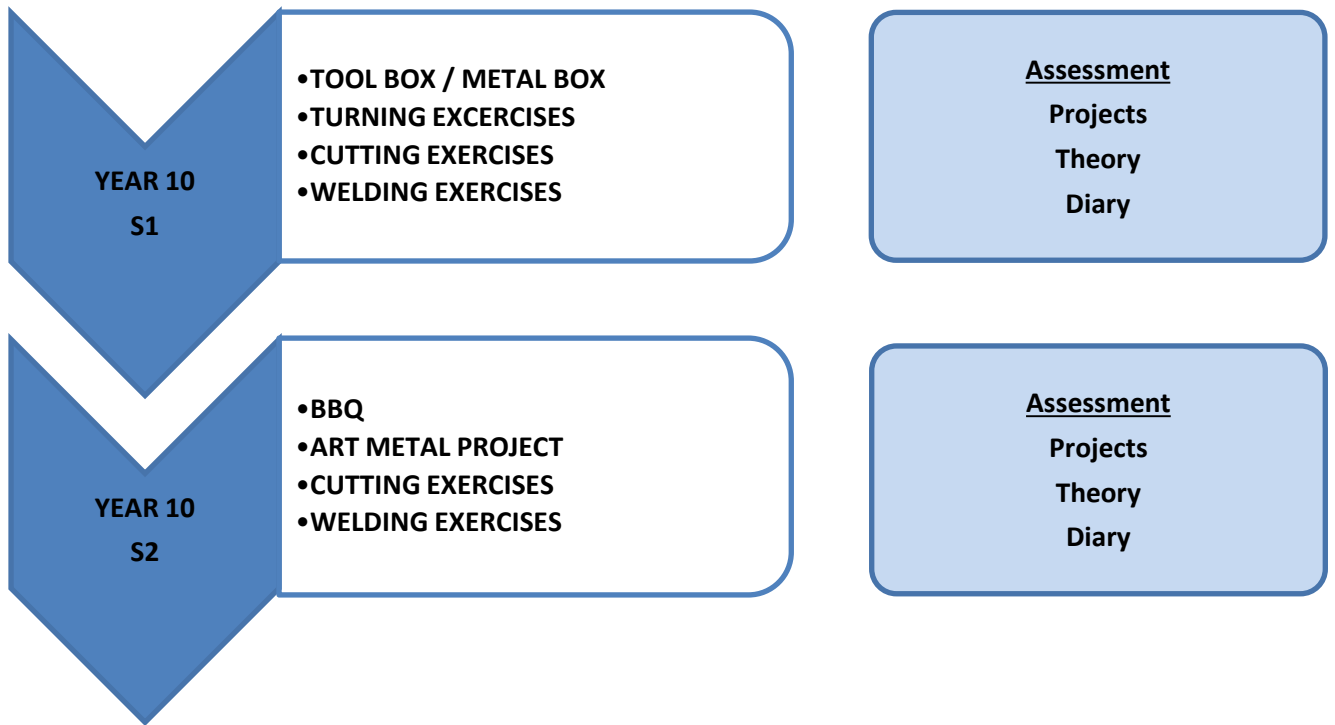 YEAR 10
S1
•TOOL BOX / METAL BOX
•TURNING EXCERCISES
•CUTTING EXERCISES
•WELDING EXERCISES
Assessment
Projects
Theory
Diary
YEAR 10
S2
•BBQ
•ART METAL PROJECT
•CUTTING EXERCISES
•WELDING EXERCISES
Assessment
Projects
Theory
Diary